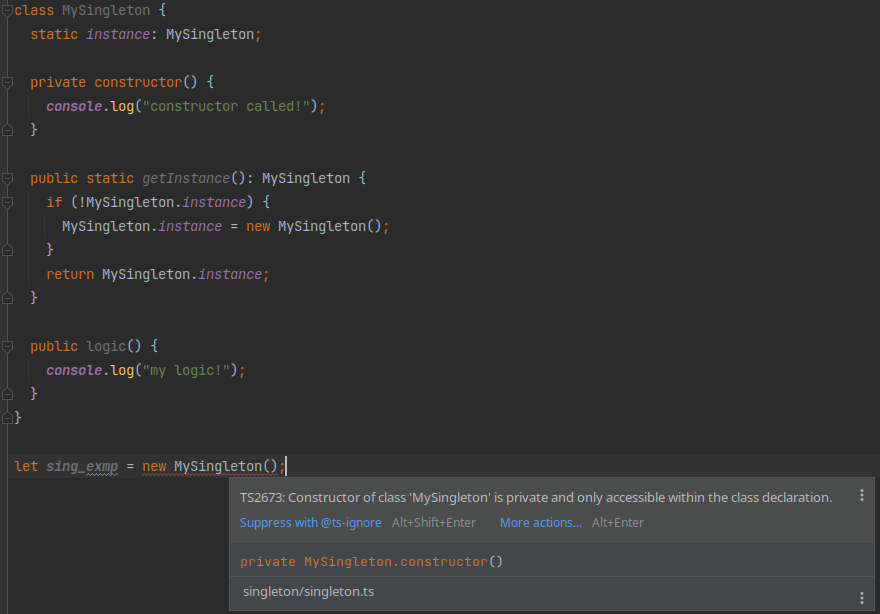 class MySingleton {
static instance: MySingleton;
private constructor() {
console.log("constructor called!");
}
public static getInstance(): MySingleton {
if (!MySingleton.instance) {
MySingleton.instance = new MySingleton();
}
return MySingleton.instance;
}
public logic() {
console.log("my logic!");
}
}
let sing_exmp = new MySingleton();
TS2673: Constructor of class 'MySingleton' is private and only accessible within the class declaration.
Suppress with @ts-ignore Alt+Shift+Enter More actions... Alt+Enter
private MySingleton.constructor()
singleton/singleton.ts